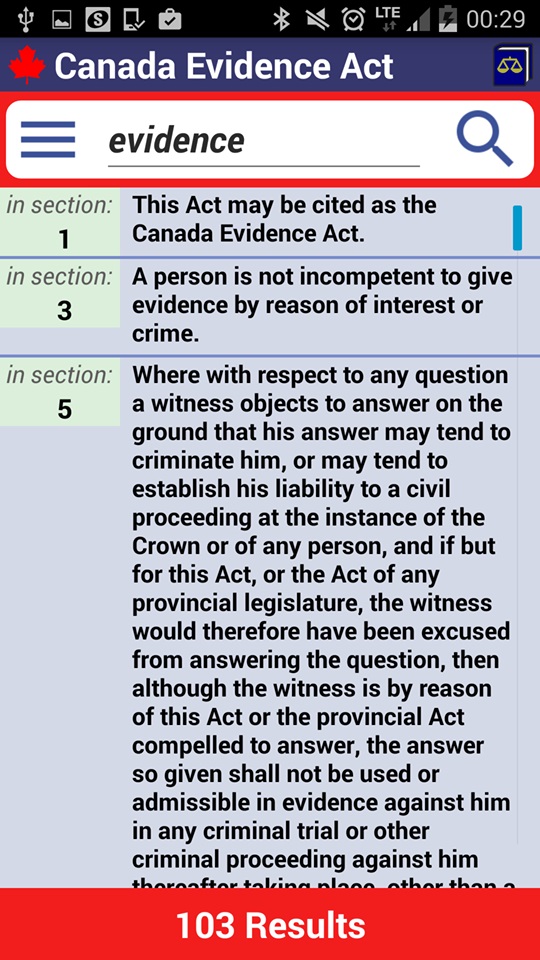 LTE 00:29
Canada Evidence Act
evidence
in section:
1
This Act may be cited as the
Canada Evidence Act.
in section:
3
A person is not incompetent to give
evidence by reason of interest or
crime.
in section:
5
Where with respect to any question
a witness objects to answer on the
ground that his answer may tend to
criminate him, or may tend to
establish his liability to a civil
proceeding at the instance of the
Crown or of any person, and if but
for this Act, or the Act of any
provincial legislature, the witness
would therefore have been excused
from answering the question, then
although the witness is by reason
of this Act or the provincial Act
compelled to answer, the answer
so given shall not be used or
admissible in evidence against him
in any criminal trial or other
criminal proceeding against him
thereafter taking place, other than a
103 Results